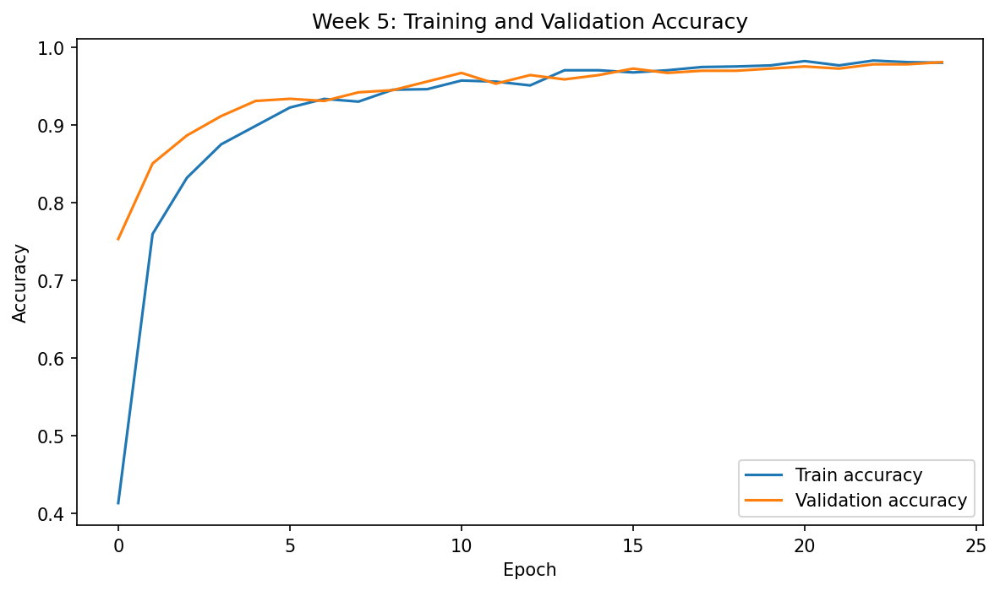 Week 5: Training and Validation Accuracy
1.0
0.9
0.8
0.7
0.6
0.5
0.4
Accuracy
Train accuracy
Validation accuracy
0 5 10 15 20 25
Epoch